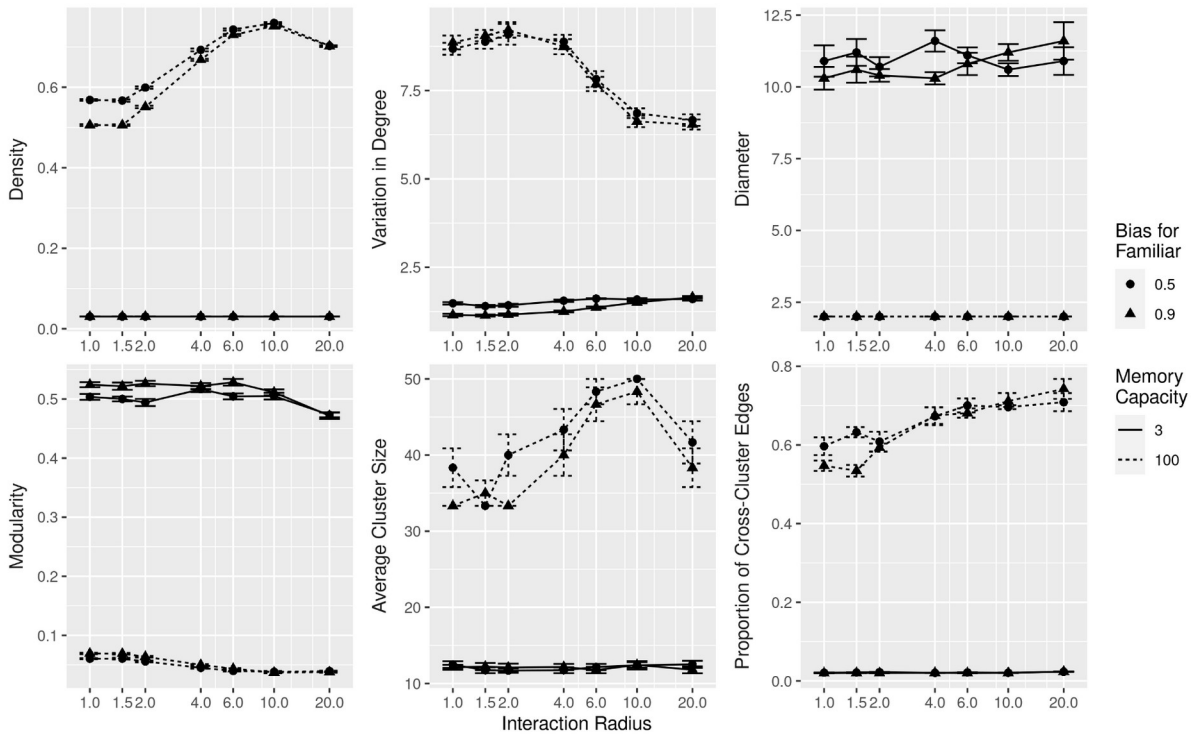 Density
0.6
0.4
0.2
0.0
1.0 1.5 2.0 4.0 6.0 10.0 20.0
Variation in Degree
7.5
5.0
2.5
1.0 1.5 2.0 4.0 6.0 10.0 20.0
Diameter
12.5
10.0
7.5
5.0
2.5
1.0 1.5 2.0 4.0 6.0 10.0 20.0
Modularity
0.5
0.4
0.3
0.2
0.1
1.0 1.5 2.0 4.0 6.0 10.0 20.0
Average Cluster Size
50
40
30
20
10
1.0 1.5 2.0 4.0 6.0 10.0 20.0
Interaction Radius
Proportion of Cross-Cluster Edges
0.8
0.6
0.4
0.2
0.0
1.0 1.5 2.0 4.0 6.0 10.0 20.0
Bias for
Familiar
0.5
0.9
Memory
Capacity
3
100